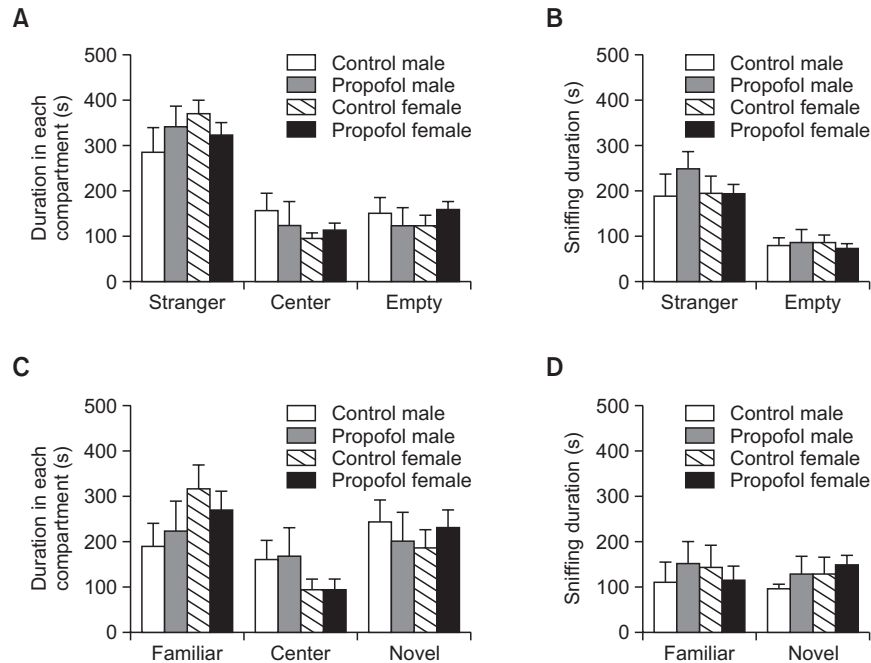 A
Duration in each
compartment (s)
500
400
300
200
100
0
Control male
Propofol male
Control female
Propofol female
Stranger
Center
Empty
B
Sniffing duration (s)
500
400
300
200
100
0
Control male
Propofol male
Control female
Propofol female
Stranger
Empty
C
Duration in each
compartment (s)
500
400
300
200
100
0
Control male
Propofol male
Control female
Propofol female
Familiar
Center
Novel
D
Sniffing duration (s)
500
400
300
200
100
0
Control male
Propofol male
Control female
Propofol female
Familiar
Novel